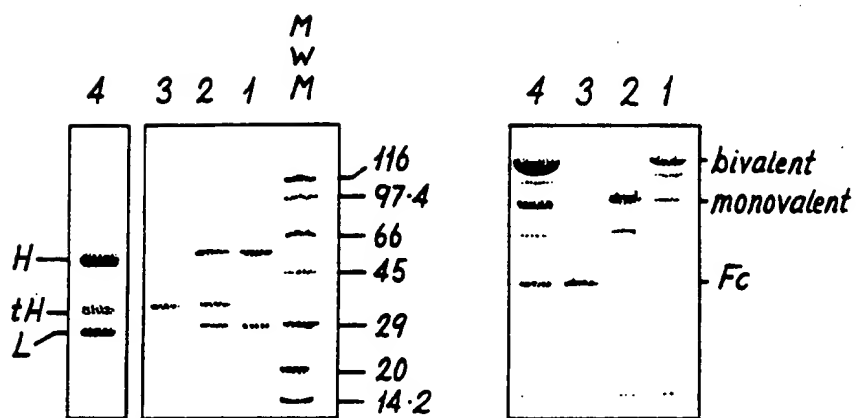 M
W
4 3 2 1 M
4 3 2 1
116
97·4
66
45
29
20
14·2
H
tH
L
bivalent
monovalent
Fc